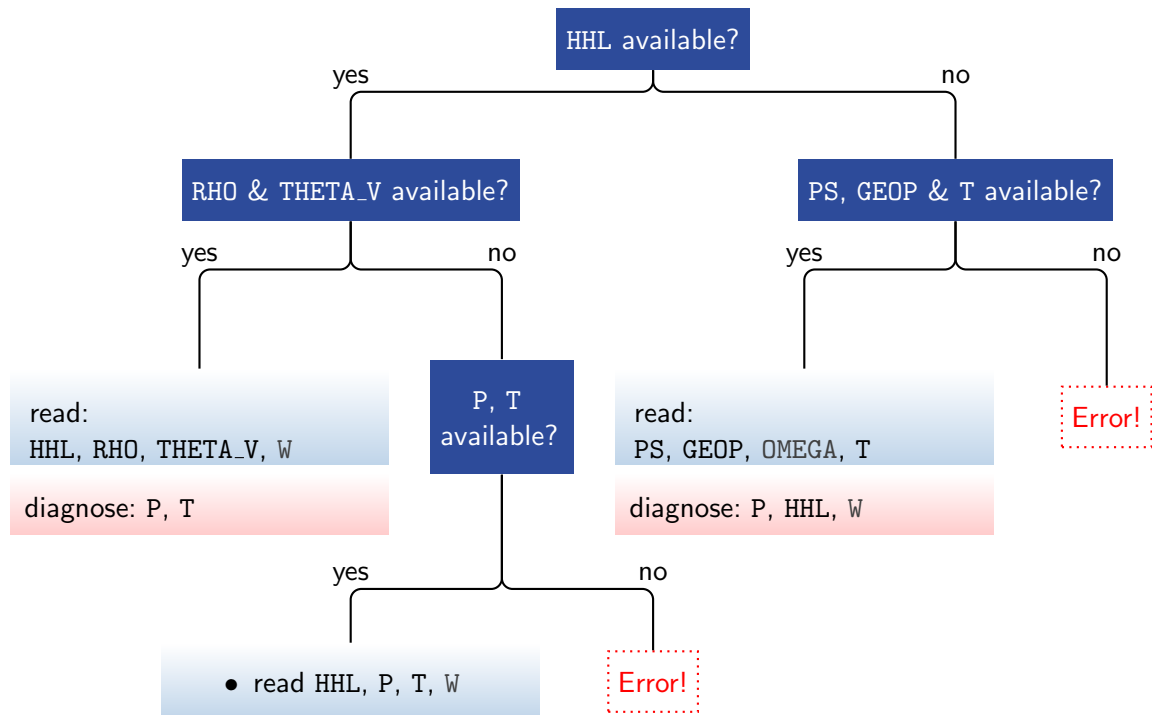 HHL available?
yes
no
RHO & THETA_V available?
PS, GEOP & T available?
yes
no
yes
no
read:
HHL, RHO, THETA_V, W
diagnose: P, T
P, T
available?
read:
PS, GEOP, OMEGA, T
diagnose: P, HHL, W
Error!
yes
no
• read HHL, P, T, W
Error!